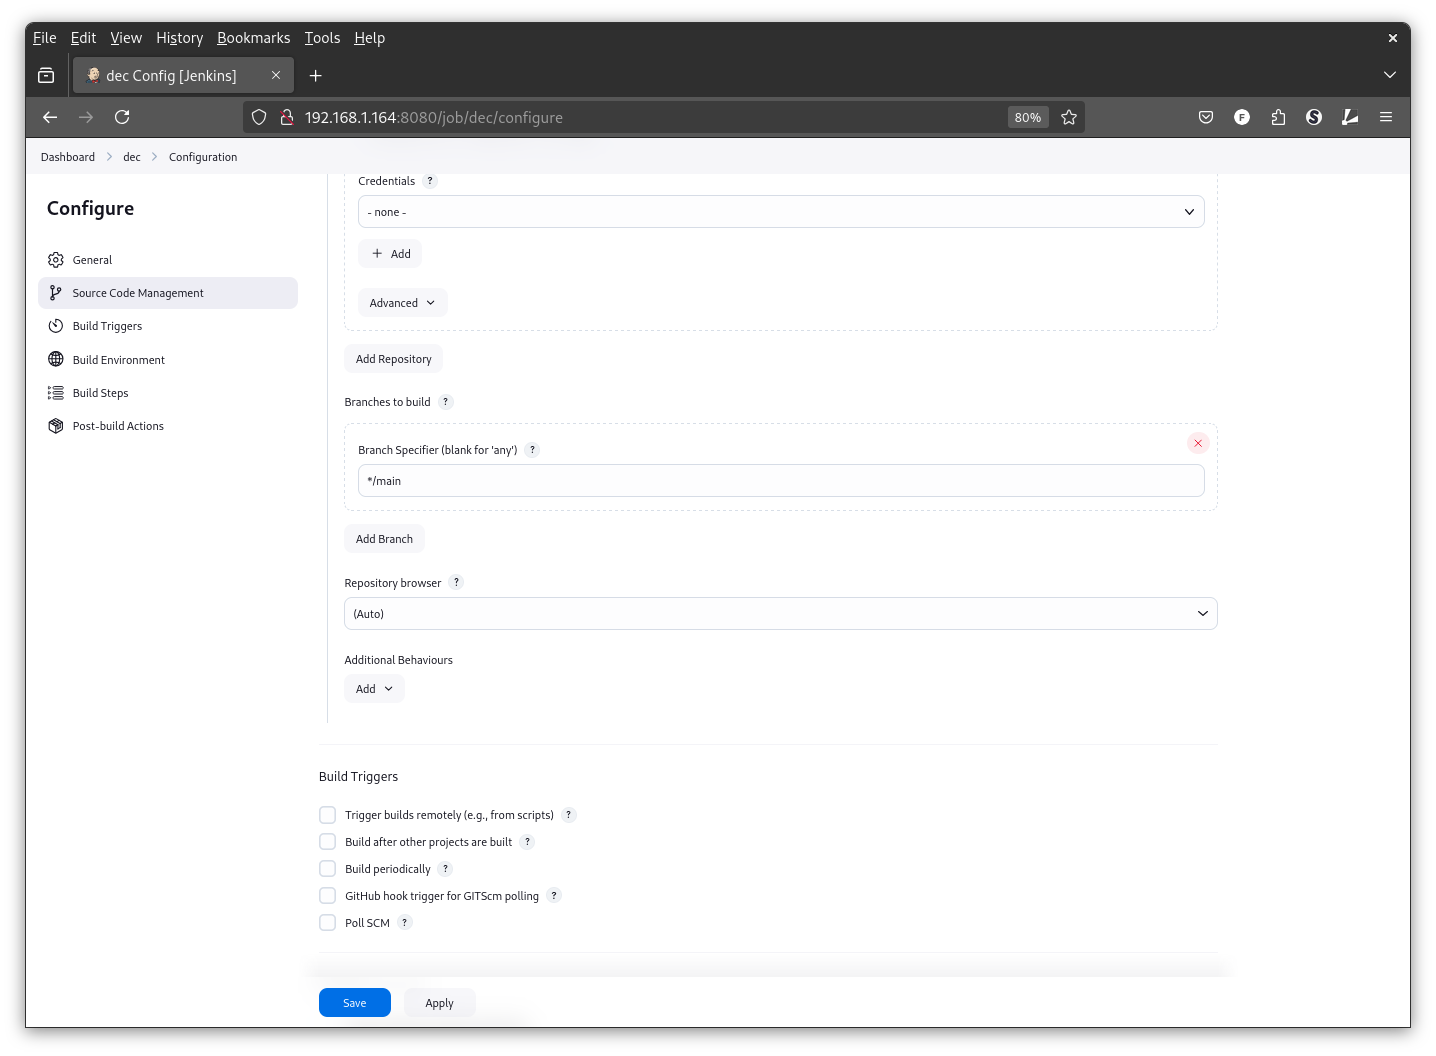 File Edit View History Bookmarks Tools Help
dec Config [Jenkins]
192.168.1.164:8080/job/dec/configure 80%
Dashboard dec Configuration
Configure
General
Source Code Management
Build Triggers
Build Environment
Build Steps
Post-build Actions
Credentials ?
- none -
+ Add
Advanced
Add Repository
Branches to build ?
Branch Specifier (blank for 'any') ?
*/main
Add Branch
Repository browser ?
(Auto)
Additional Behaviours
Add
Build Triggers
Trigger builds remotely (e.g., from scripts) ?
Build after other projects are built ?
Build periodically ?
GitHub hook trigger for GITScm polling ?
Poll SCM ?
Save Apply